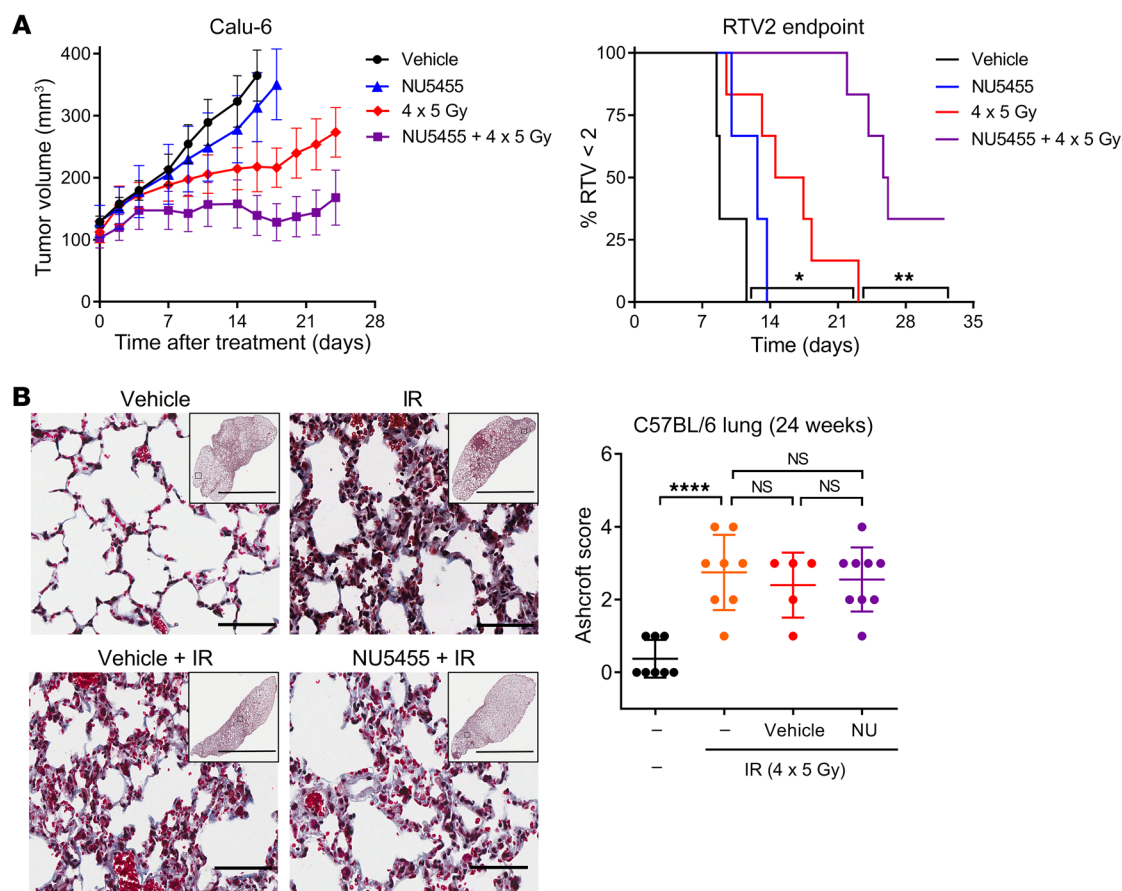 A
Calu-6
Tumor volume (mm³)
400
300
200
100
0
0 7 14 21 28
Time after treatment (days)
Vehicle
NU5455
4 x 5 Gy
NU5455 + 4 x 5 Gy
RTV2 endpoint
% RTV < 2
100
75
50
25
0
* **
0 7 14 21 28 35
Time (days)
Vehicle
NU5455
4 x 5 Gy
NU5455 + 4 x 5 Gy
B
Vehicle
IR
Vehicle + IR
NU5455 + IR
C57BL/6 lung (24 weeks)
Ashcroft score
6
4
2
0
NS
**** NS NS
– – Vehicle NU
– IR (4 x 5 Gy)